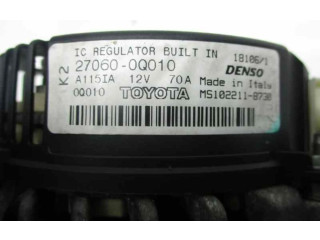 IC REGULATOR BUILT IN 18106/1
K2 27060-0Q010 DENSO
A115IA 12V 70A Made in Italy
0Q010 TOYOTA MS102211-8730